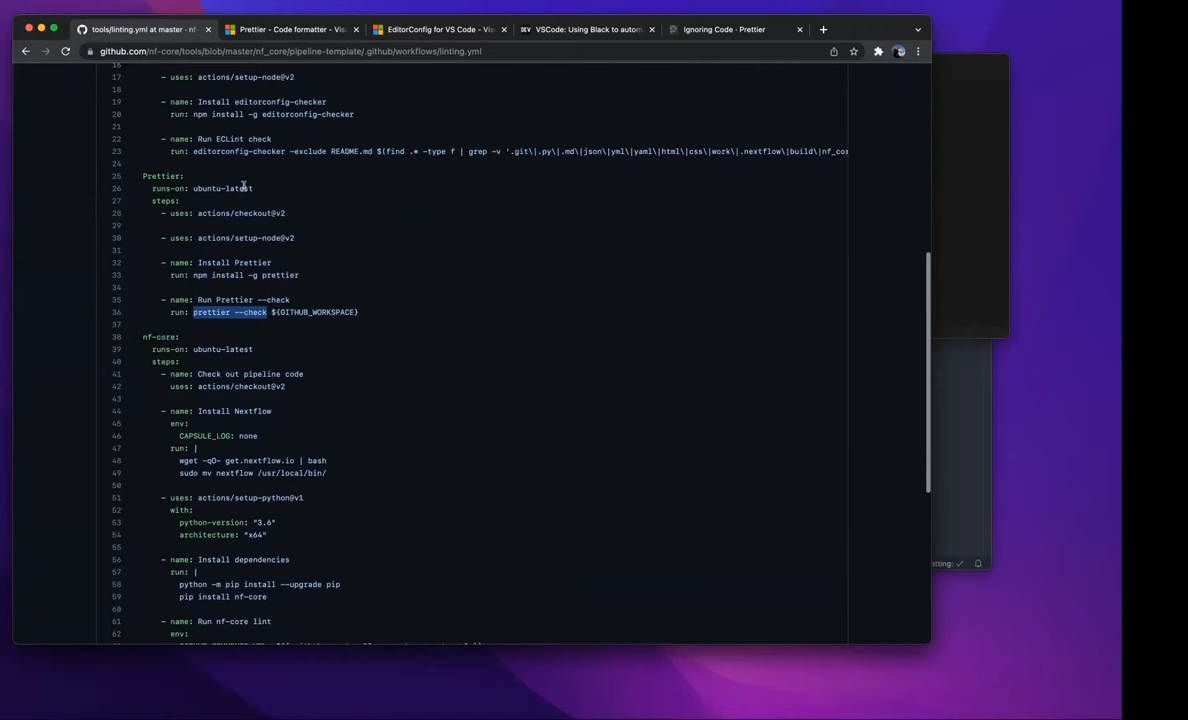 tools/linting.yml at master · nf-
Prettier - Code formatter - Visu
EditorConfig for VS Code - Visu
DEV VSCode: Using Black to autom
Ignoring Code · Prettier
github.com/nf-core/tools/blob/master/nf_core/pipeline-template/.github/workflows/linting.yml
16
17 - uses: actions/setup-node@v2
18
19 - name: Install editorconfig-checker
20 run: npm install -g editorconfig-checker
21
22 - name: Run ECLint check
23 run: editorconfig-checker -exclude README.md $(find .* -type f | grep -v '.git\|.py\|.md\|json\|yml\|yaml\|html\|css\|work\|.nextflow\|build\|nf_cor
24
25 Prettier:
26 runs-on: ubuntu-latest
27 steps:
28 - uses: actions/checkout@v2
29
30 - uses: actions/setup-node@v2
31
32 - name: Install Prettier
33 run: npm install -g prettier
34
35 - name: Run Prettier --check
36 run: prettier --check ${GITHUB_WORKSPACE}
37
38 nf-core:
39 runs-on: ubuntu-latest
40 steps:
41 - name: Check out pipeline code
42 uses: actions/checkout@v2
43
44 - name: Install Nextflow
45 env:
46 CAPSULE_LOG: none
47 run: |
48 wget -qO- get.nextflow.io | bash
49 sudo mv nextflow /usr/local/bin/
50
51 - uses: actions/setup-python@v1
52 with:
53 python-version: "3.6"
54 architecture: "x64"
55
56 - name: Install dependencies
57 run: |
58 python -m pip install --upgrade pip
59 pip install nf-core
60
61 - name: Run nf-core lint
62 env:
atting: ✓